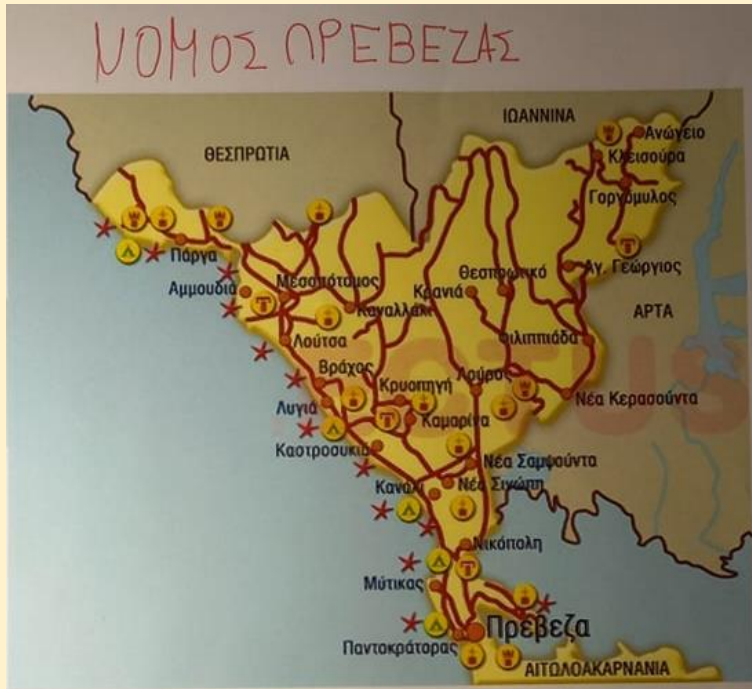 ΝΟΜΟΣ ΠΡΕΒΕΖΑΣ
ΙΩΑΝΝΙΝΑ
ΘΕΣΠΡΩΤΙΑ
Ανώγειο
Κλεισούρα
Γοργόμυλος
Πάργα
Αγ. Γεώργιος
Αμμουδιά
Μεσοπόταμος
Κρανιά
Θεσπρωτικό
Καναλλάκι
ΑΡΤΑ
Λούτσα
Φιλιππιάδα
Βράχος
Κρυοπηγή
Λούρος
Νέα Κερασούντα
Λυγιά
Καμαρίνα
Καστροσυκιά
Νέα Σαμψούντα
Κανάλι
Νέα Σινώπη
Νικόπολη
Μύτικας
Πρέβεζα
Παντοκράτορας
ΑΙΤΩΛΟΑΚΑΡΝΑΝΙΑ